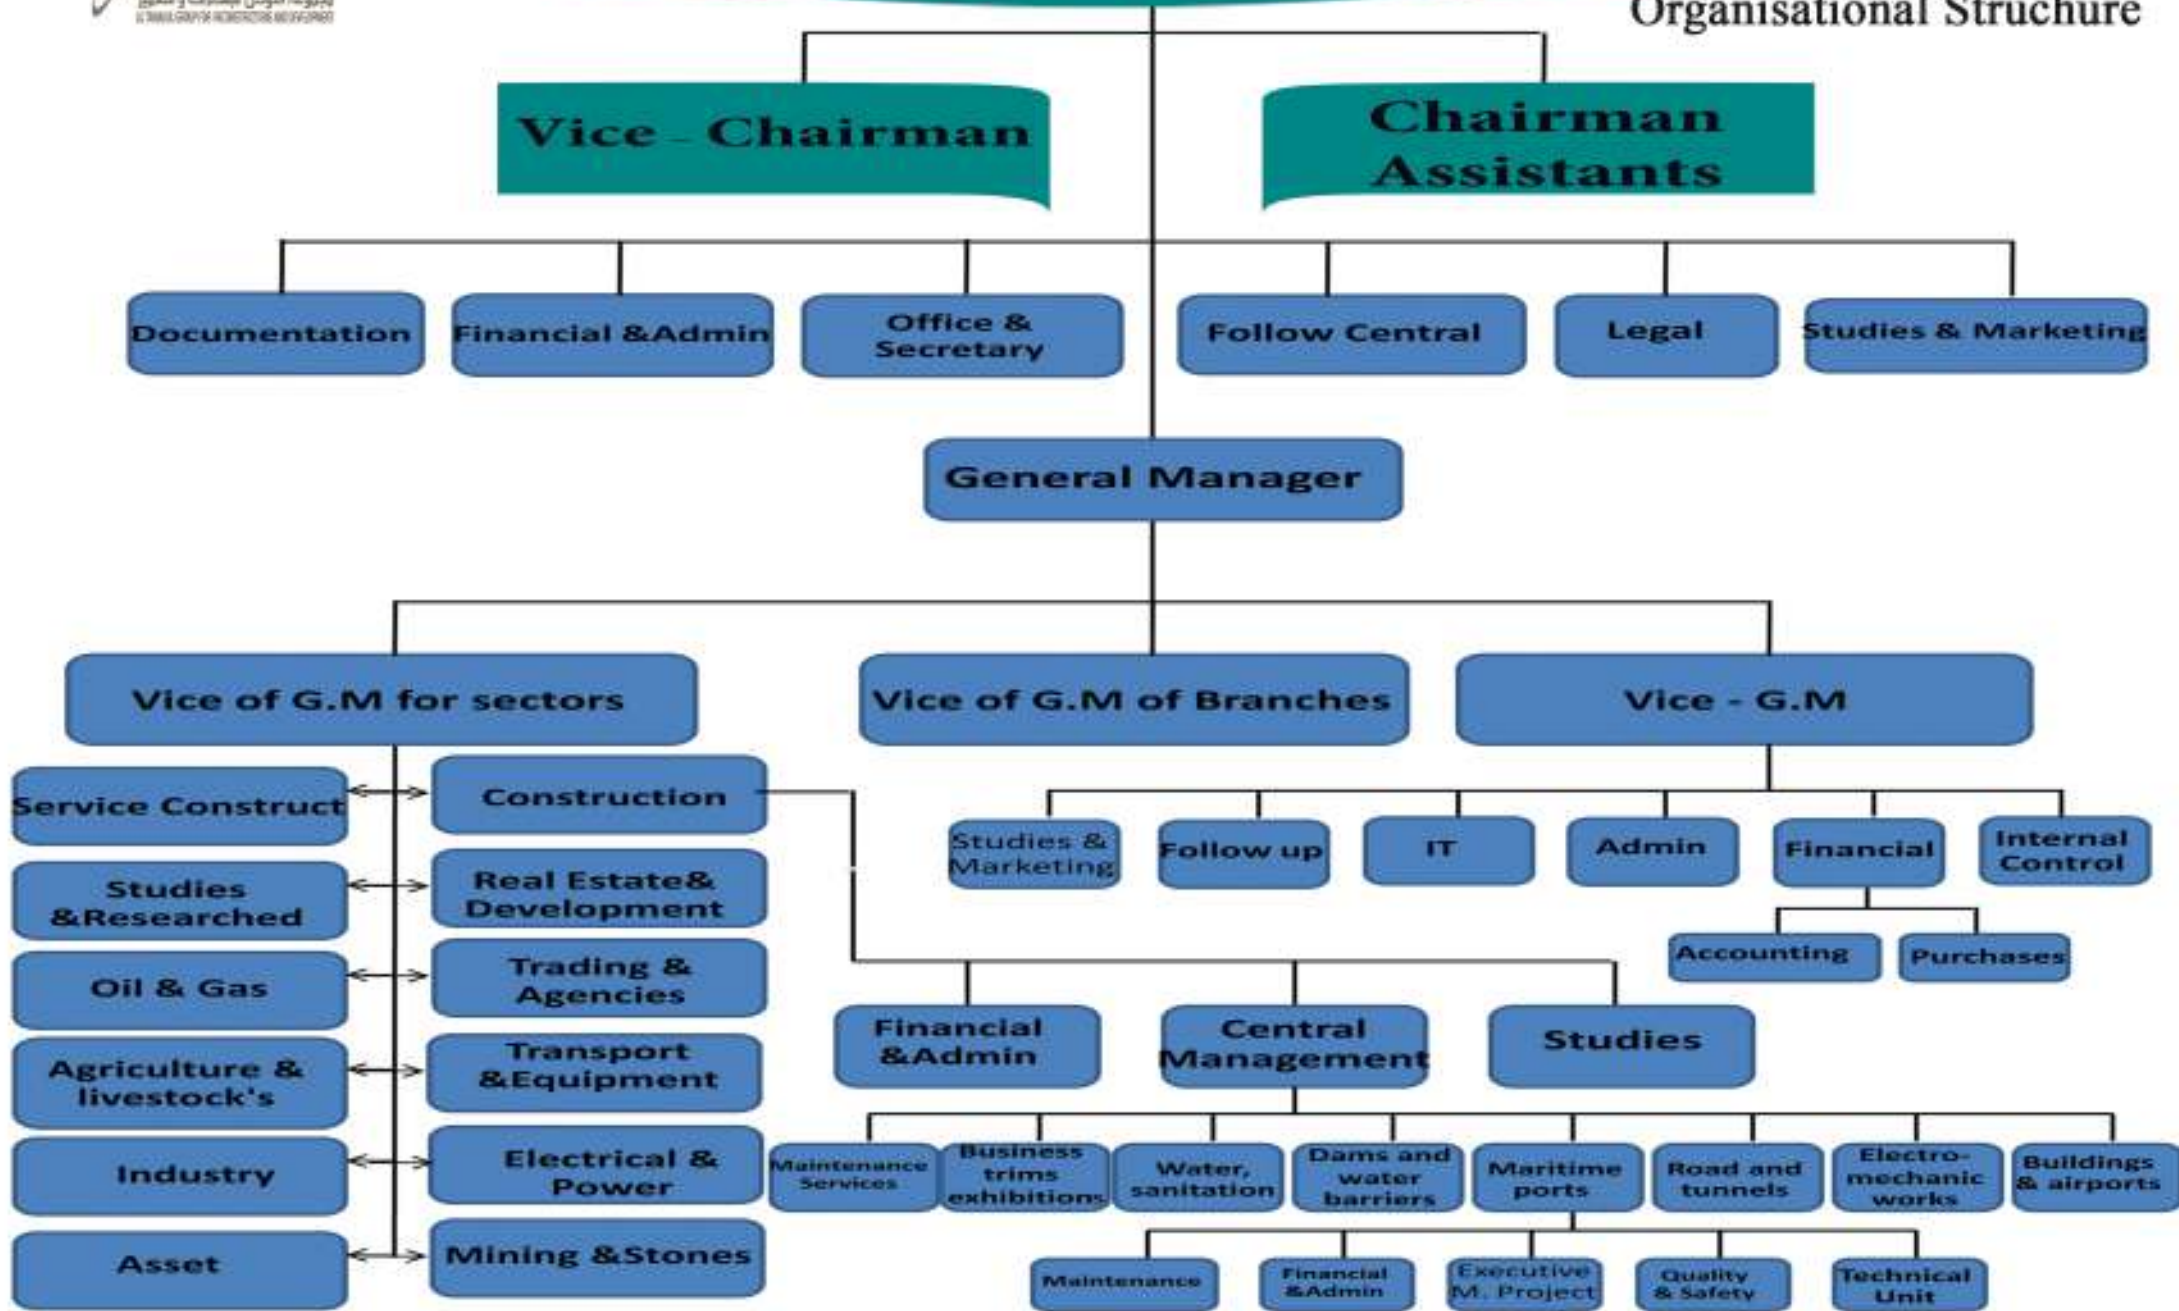 Organisational Struchure
Vice - Chairman
Chairman
Assistants
Documentation
Financial &Admin
Office &
Secretary
Follow Central
Legal
Studies & Marketing
General Manager
Vice of G.M for sectors
Vice of G.M of Branches
Vice - G.M
Service Construct
Construction
Studies
&Researched
Real Estate&
Development
Oil & Gas
Trading &
Agencies
Agriculture &
livestock's
Transport
&Equipment
Industry
Electrical &
Power
Asset
Mining &Stones
Studies &
Marketing
Follow up
IT
Admin
Financial
Internal
Control
Accounting
Purchases
Financial
&Admin
Central
Management
Studies
Maintenance
Services
Business
trims
exhibitions
Water,
sanitation
Dams and
water
barriers
Maritime
ports
Road and
tunnels
Electro-
mechanic
works
Buildings
& airports
Maintenance
Financial
&Admin
Executive
M. Project
Quality
& Safety
Technical
Unit